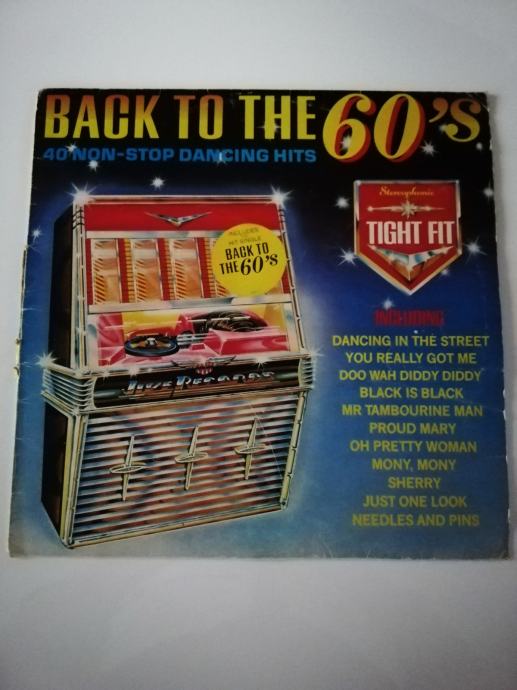 BACK TO THE 60's
40 NON-STOP DANCING HITS
Stereophonic
TIGHT FIT
INCLUDES
HIT SINGLE
BACK TO
THE 60's
Jive Records
INCLUDING
DANCING IN THE STREET
YOU REALLY GOT ME
DOO WAH DIDDY DIDDY
BLACK IS BLACK
MR TAMBOURINE MAN
PROUD MARY
OH PRETTY WOMAN
MONY, MONY
SHERRY
JUST ONE LOOK
NEEDLES AND PINS